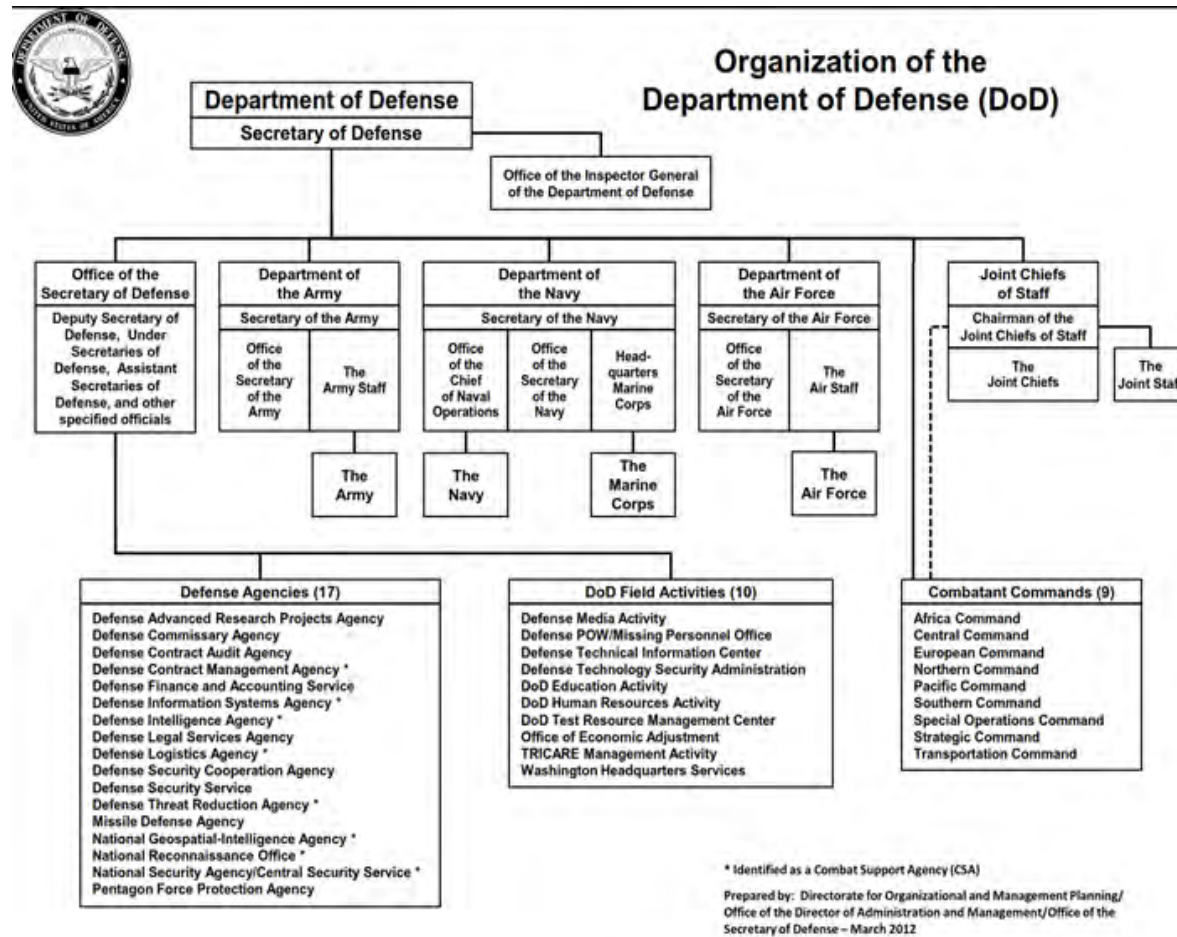 DEPARTMENT OF DEFENSE
UNITED STATES OF AMERICA
Organization of the
Department of Defense (DoD)
Department of Defense
Secretary of Defense
Office of the Inspector General
of the Department of Defense
Office of the
Secretary of Defense
Deputy Secretary of
Defense, Under
Secretaries of
Defense, Assistant
Secretaries of
Defense, and other
specified officials
Department of
the Army
Secretary of the Army
Office
of the
Secretary
of the
Army
The
Army Staff
The
Army
Department of
the Navy
Secretary of the Navy
Office
of the
Chief
of Naval
Operations
Office
of the
Secretary
of the
Navy
Head-
quarters
Marine
Corps
The
Navy
The
Marine
Corps
Department of
the Air Force
Secretary of the Air Force
Office
of the
Secretary
of the
Air Force
The
Air Staff
The
Air Force
Joint Chiefs
of Staff
Chairman of the
Joint Chiefs of Staff
The
Joint Chiefs
The
Joint Staff
Defense Agencies (17)
Defense Advanced Research Projects Agency
Defense Commissary Agency
Defense Contract Audit Agency
Defense Contract Management Agency *
Defense Finance and Accounting Service
Defense Information Systems Agency *
Defense Intelligence Agency *
Defense Legal Services Agency
Defense Logistics Agency *
Defense Security Cooperation Agency
Defense Security Service
Defense Threat Reduction Agency *
Missile Defense Agency
National Geospatial-Intelligence Agency *
National Reconnaissance Office *
National Security Agency/Central Security Service *
Pentagon Force Protection Agency
DoD Field Activities (10)
Defense Media Activity
Defense POW/Missing Personnel Office
Defense Technical Information Center
Defense Technology Security Administration
DoD Education Activity
DoD Human Resources Activity
DoD Test Resource Management Center
Office of Economic Adjustment
TRICARE Management Activity
Washington Headquarters Services
Combatant Commands (9)
Africa Command
Central Command
European Command
Northern Command
Pacific Command
Southern Command
Special Operations Command
Strategic Command
Transportation Command
* Identified as a Combat Support Agency (CSA)
Prepared by: Directorate for Organizational and Management Planning/
Office of the Director of Administration and Management/Office of the
Secretary of Defense – March 2012